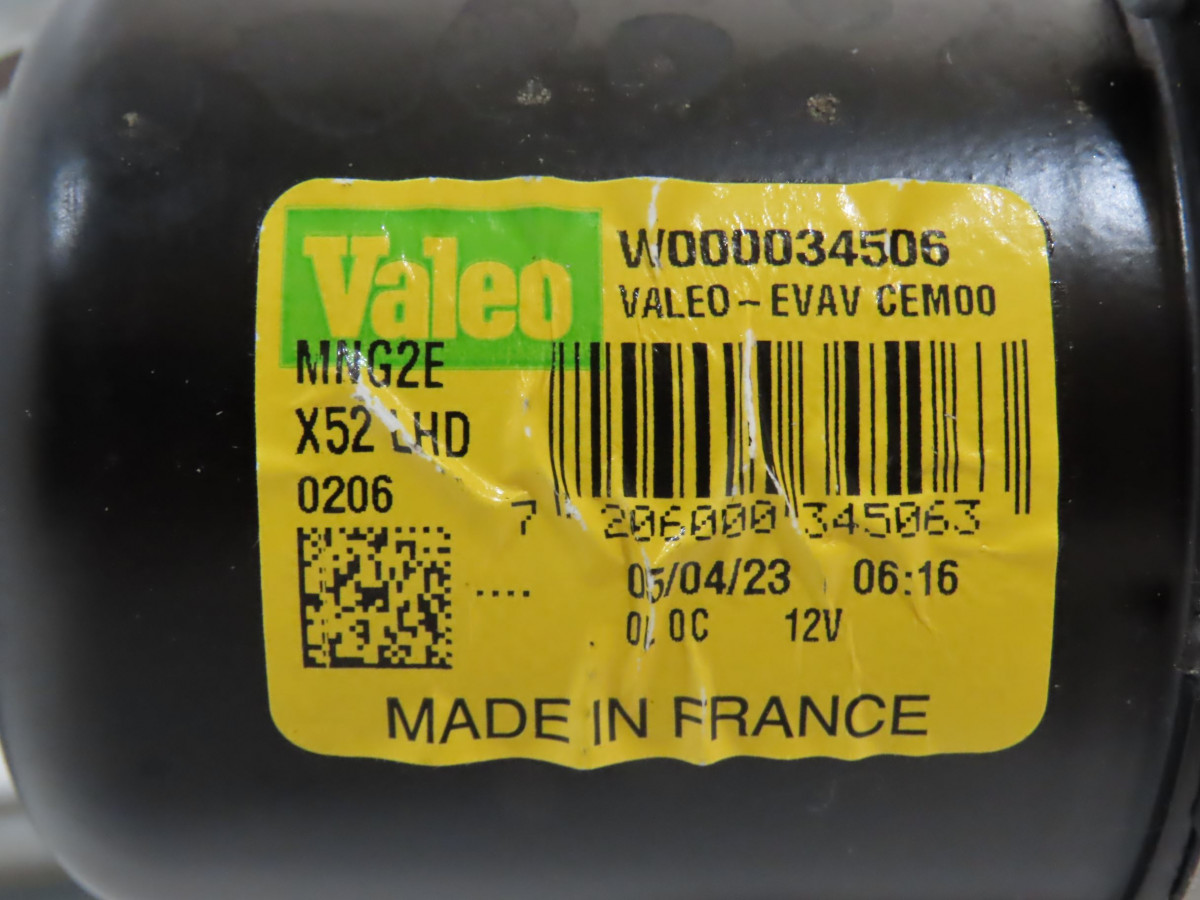 Valeo
W000034506
VALEO-EVAV CEM00
MNG2E
X52 LHD
0206
7 206000 345063
.... 05/04/23 06:16
0C 12V
MADE IN FRANCE